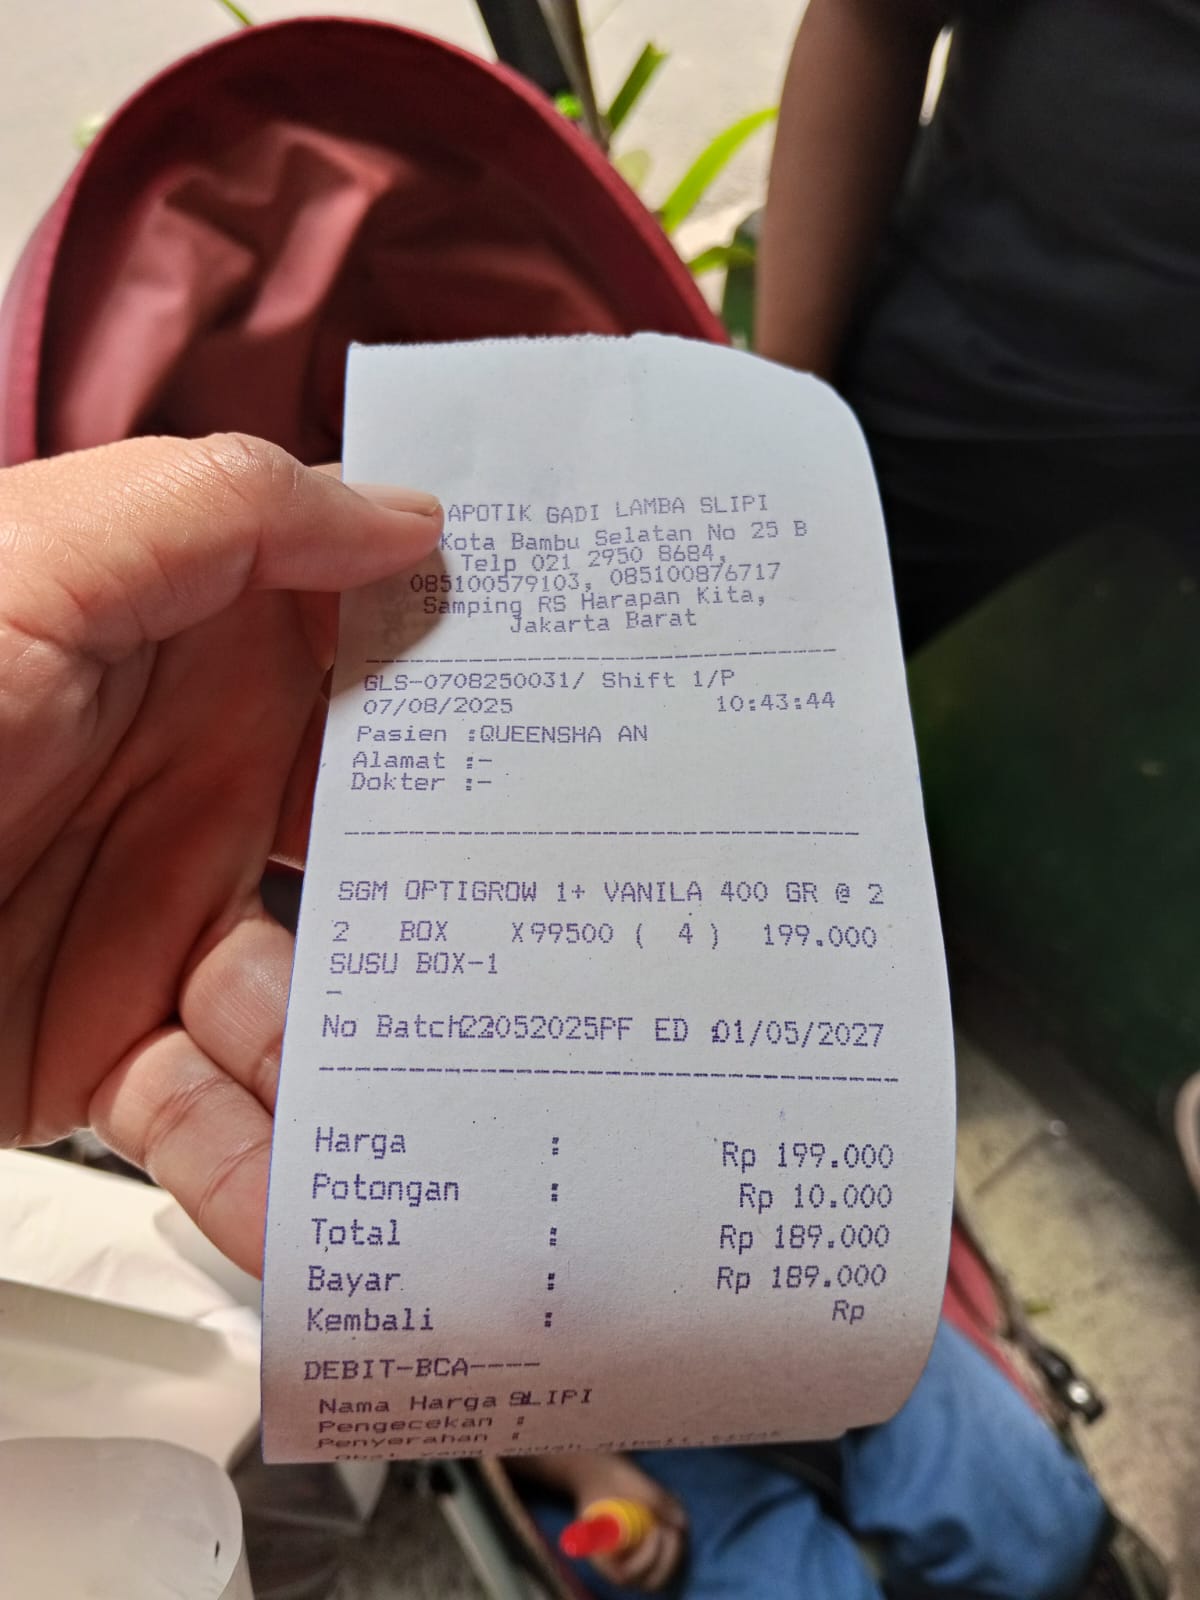 APOTIK GADI LAMBA SLIPI
Kota Bambu Selatan No 25 B
Telp 021 2950 8684,
085100579103, 085100876717
Samping RS Harapan Kita,
Jakarta Barat
GLS-0708250031/ Shift 1/P
07/08/2025 10:43:44
Pasien :QUEENSHA AN
Alamat :-
Dokter :-
SGM OPTIGROW 1+ VANILA 400 GR @ 2
2 BOX X99500 ( 4 ) 199.000
SUSU BOX-1
-
No Batch22052025PF ED 01/05/2027
Harga : Rp 199.000
Potongan : Rp 10.000
Total : Rp 189.000
Bayar : Rp 189.000
Kembali : Rp
DEBIT-BCA----
Nama Harga SLIPI
Pengecekan :
Penyerahan :